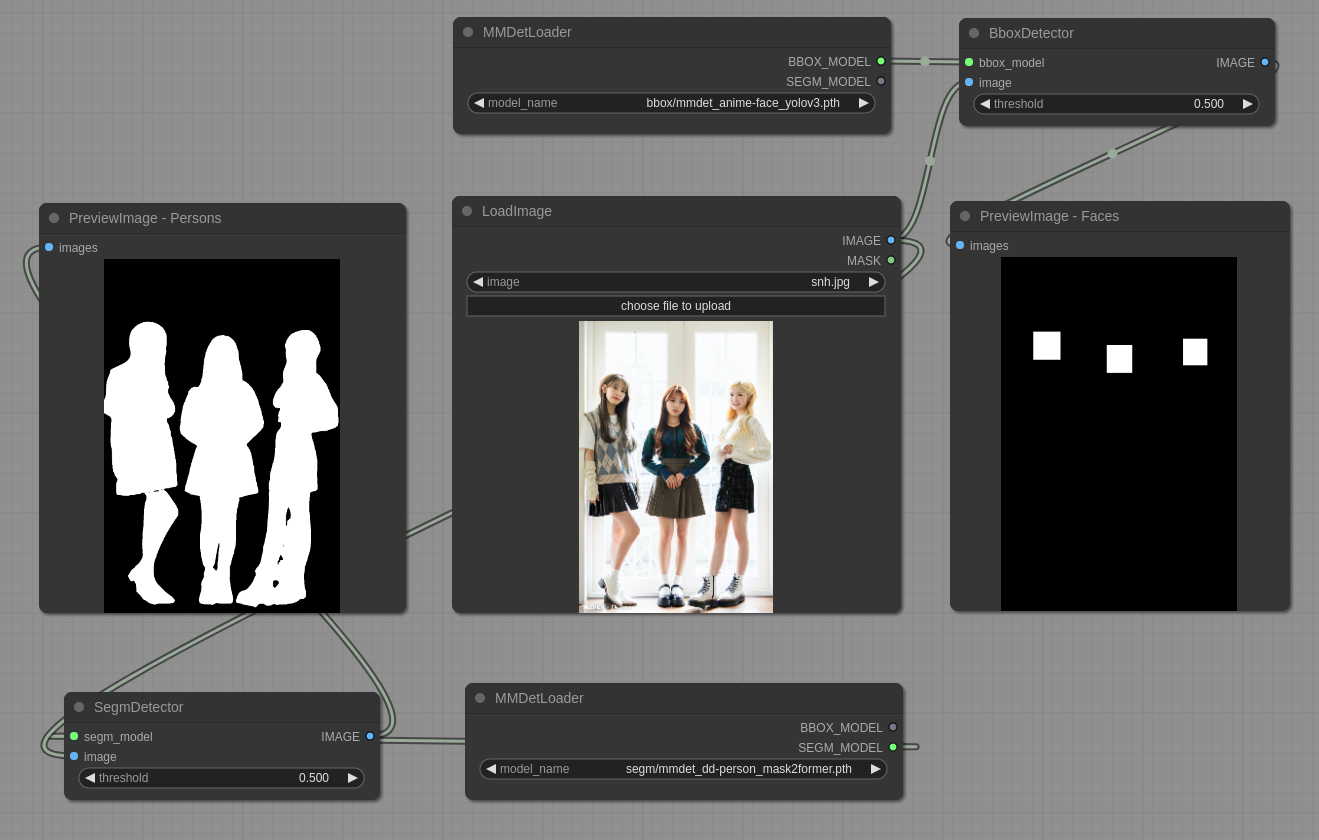 MMDetLoader
BBOX_MODEL
SEGM_MODEL
model_name bbox/mmdet_anime-face_yolov3.pth
BboxDetector
bbox_model IMAGE
image
threshold 0.500
PreviewImage - Persons
images
LoadImage
IMAGE
MASK
image snh.jpg
choose file to upload
PreviewImage - Faces
images
SegmDetector
segm_model IMAGE
image
threshold 0.500
MMDetLoader
BBOX_MODEL
SEGM_MODEL
model_name segm/mmdet_dd-person_mask2former.pth